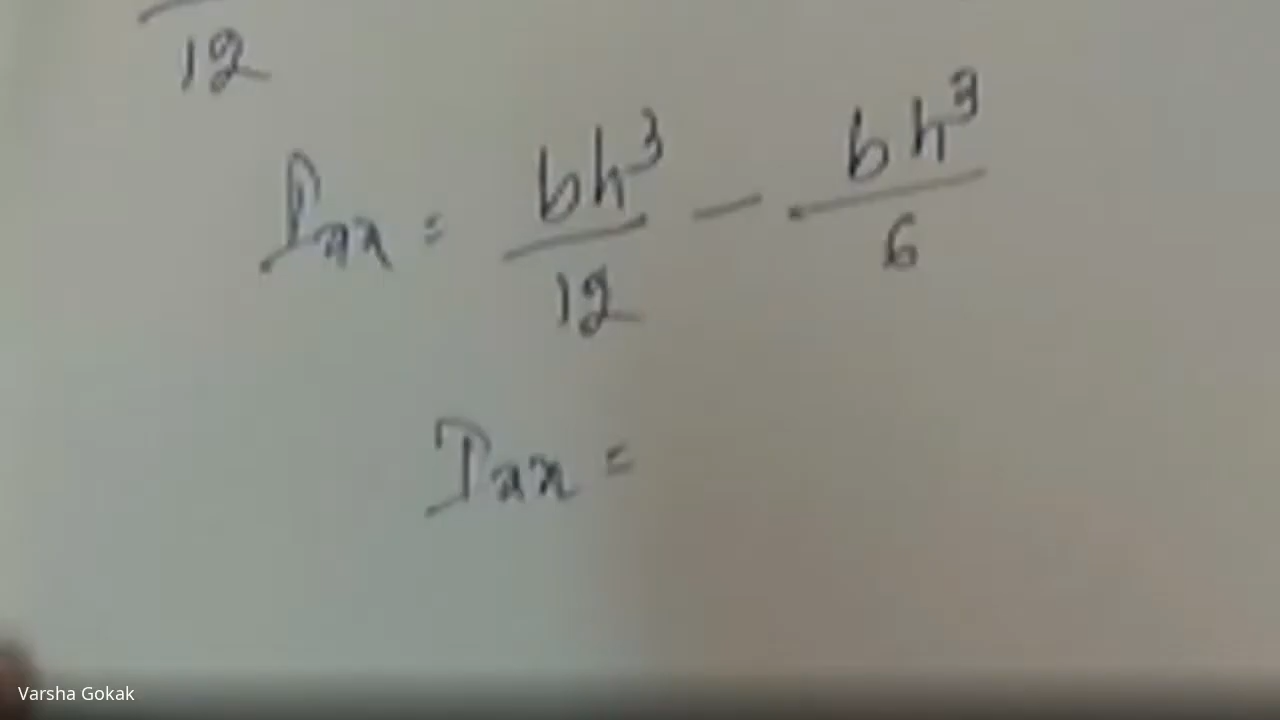 12
Ixx = bh³/12 - bh³/6
Ixx =
Varsha Gokak